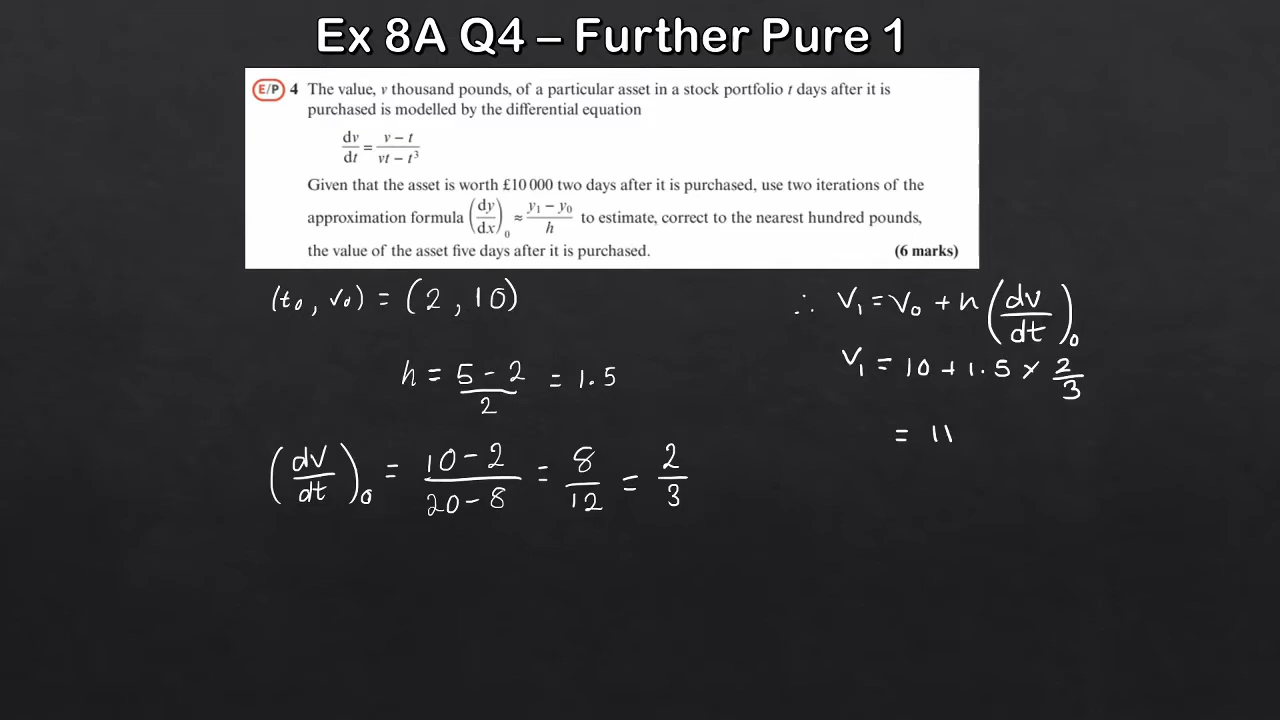 Ex 8A Q4 – Further Pure 1
E/P 4 The value, v thousand pounds, of a particular asset in a stock portfolio t days after it is
purchased is modelled by the differential equation
dv/dt = (v – t)/(vt – t³)
Given that the asset is worth £10 000 two days after it is purchased, use two iterations of the
approximation formula (dy/dx)₀ ≈ (y₁ – y₀)/h to estimate, correct to the nearest hundred pounds,
the value of the asset five days after it is purchased. (6 marks)
(t₀, v₀) = (2, 10)
h = (5 - 2)/2 = 1.5
(dv/dt)₀ = (10 - 2)/(20 - 8) = 8/12 = 2/3
∴ V₁ = V₀ + h (dv/dt)₀
V₁ = 10 + 1.5 × 2/3
= 11